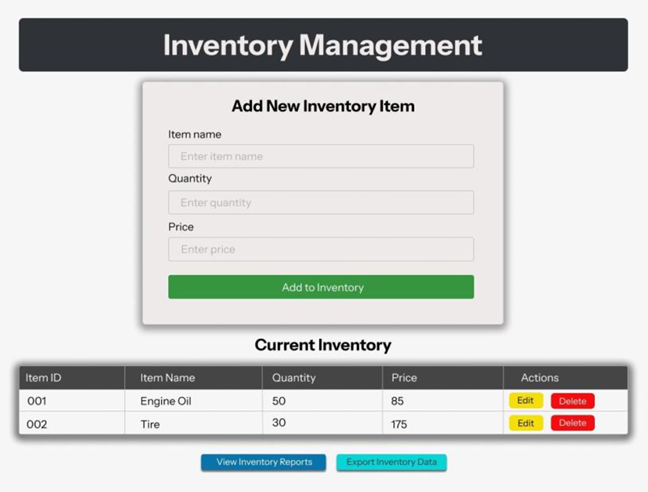 Inventory Management
Add New Inventory Item
Item name
Enter item name
Quantity
Enter quantity
Price
Enter price
Add to Inventory
Current Inventory
Item ID Item Name Quantity Price Actions
001 Engine Oil 50 85 Edit Delete
002 Tire 30 175 Edit Delete
View Inventory Reports Export Inventory Data